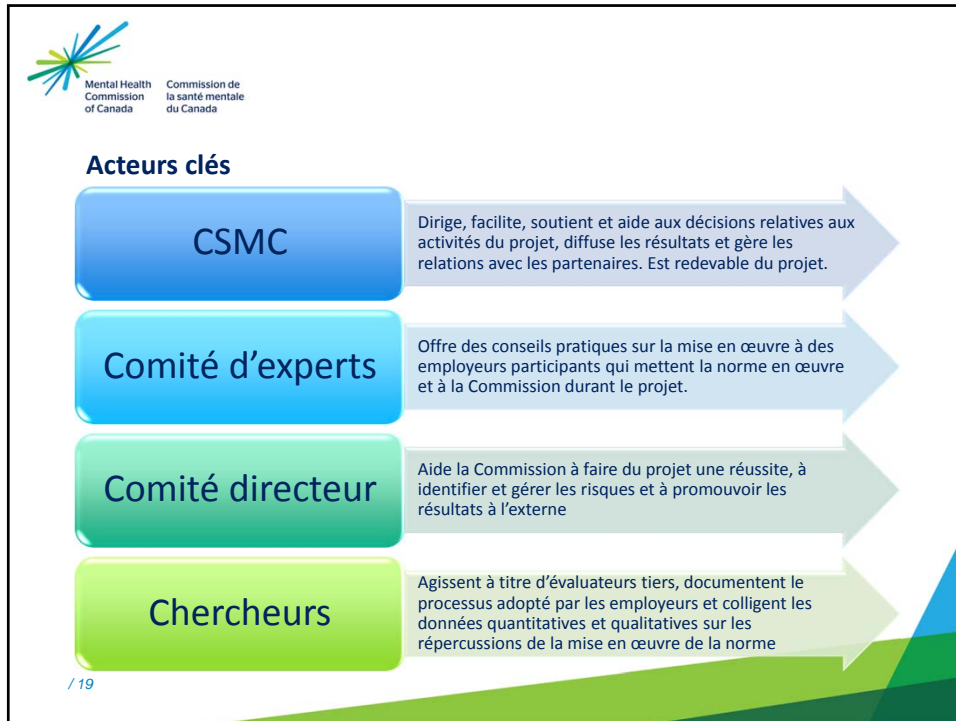 Mental Health
Commission
of Canada
Commission de
la santé mentale
du Canada
Acteurs clés
CSMC
Dirige, facilite, soutient et aide aux décisions relatives aux
activités du projet, diffuse les résultats et gère les
relations avec les partenaires. Est redevable du projet.
Comité d’experts
Offre des conseils pratiques sur la mise en œuvre à des
employeurs participants qui mettent la norme en œuvre
et à la Commission durant le projet.
Comité directeur
Aide la Commission à faire du projet une réussite, à
identifier et gérer les risques et à promouvoir les
résultats à l’externe
Chercheurs
Agissent à titre d’évaluateurs tiers, documentent le
processus adopté par les employeurs et colligent les
données quantitatives et qualitatives sur les
répercussions de la mise en œuvre de la norme
/ 19